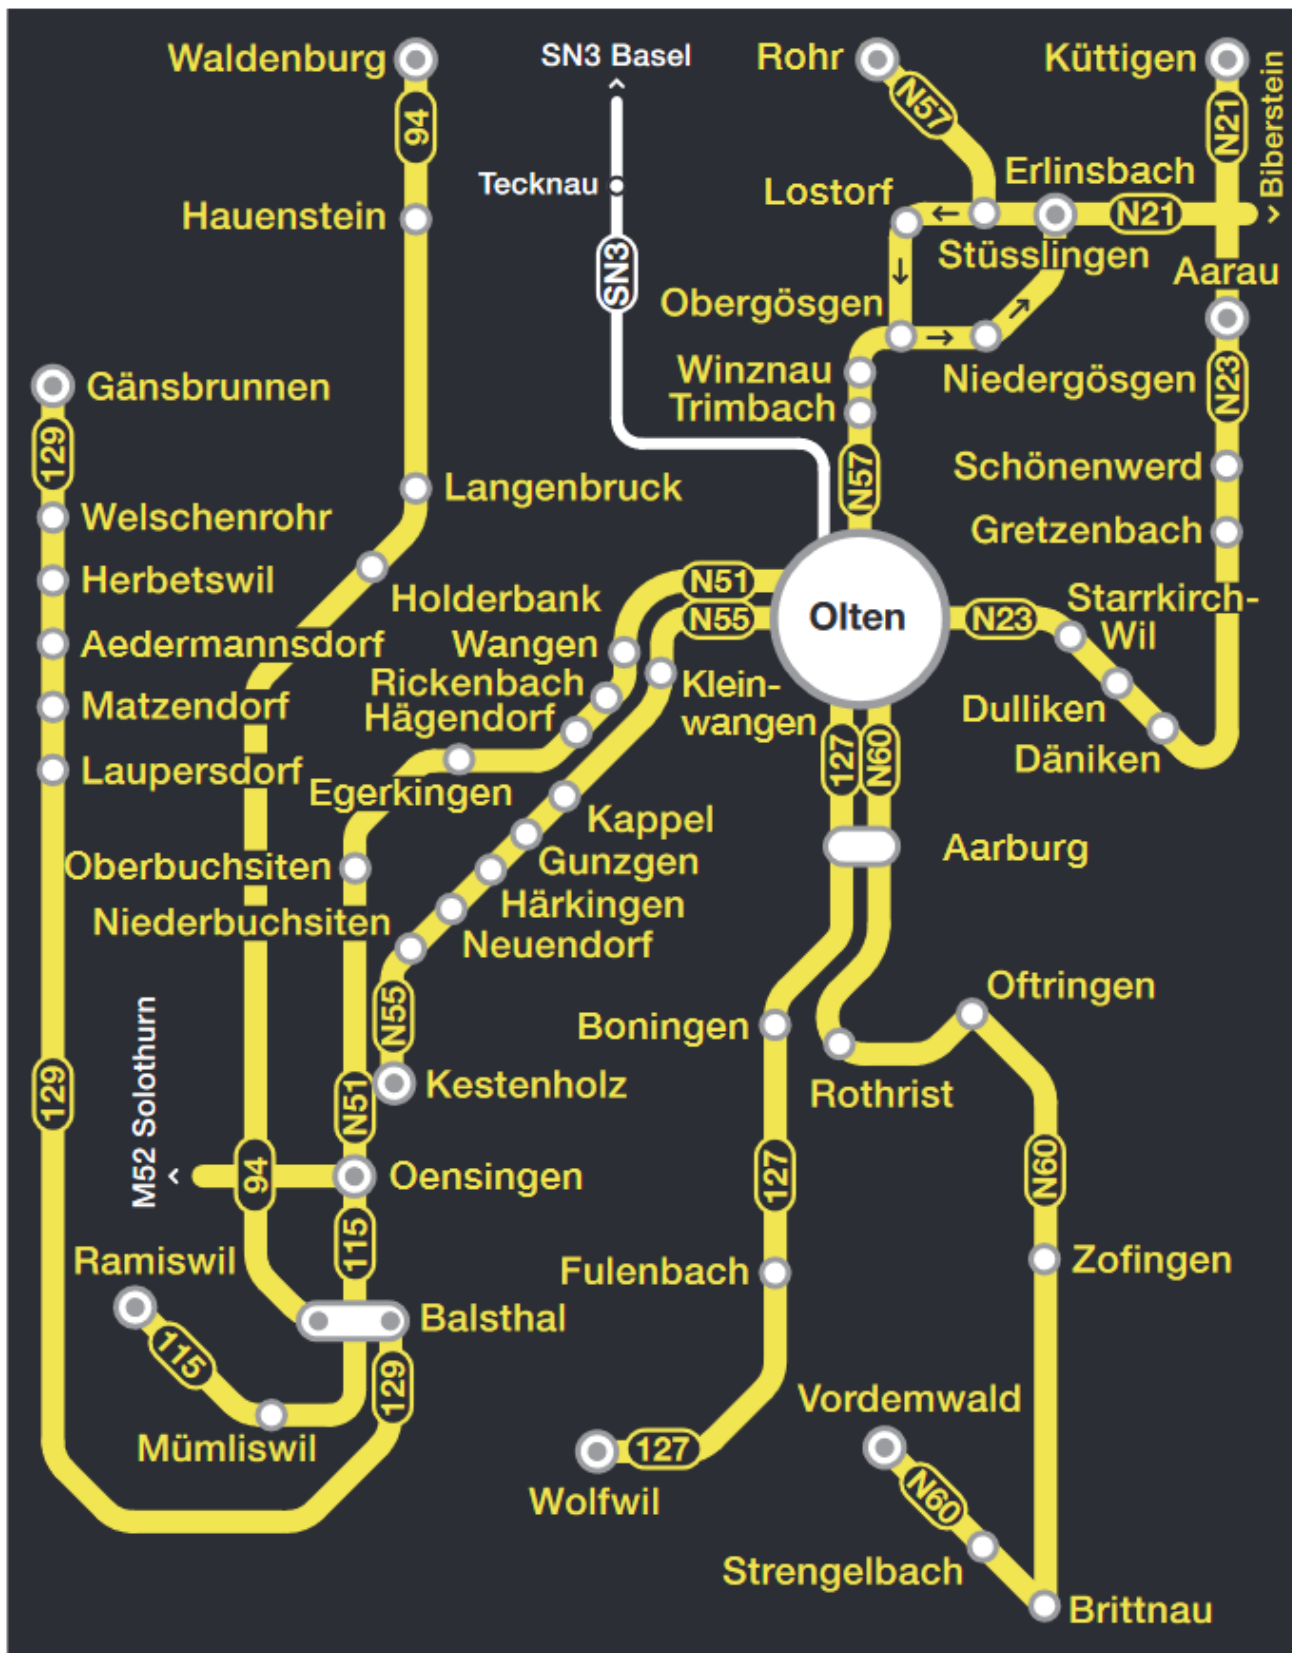 Waldenburg
SN3 Basel
Rohr
Küttigen
94
N57
N21
Biberstein
Tecknau
Erlinsbach
Lostorf
Hauenstein
N21
SN3
Stüsslingen
Aarau
Obergösgen
Gänsbrunnen
Winznau
Niedergösgen
N23
Trimbach
129
Schönenwerd
Langenbruck
N57
Welschenrohr
Gretzenbach
Herbetswil
N51
Holderbank
Starrkirch-
Wil
N55
Olten
N23
Aedermannsdorf
Wangen
Rickenbach
Klein-
wangen
Matzendorf
Hägendorf
Dulliken
Däniken
Laupersdorf
127
N60
Egerkingen
Kappel
Aarburg
Oberbuchsiten
Gunzgen
Härkingen
Niederbuchsiten
Neuendorf
Oftringen
N55
Boningen
M52 Solothurn
129
N51
Kestenholz
Rothrist
94
Oensingen
127
N60
115
Ramiswil
Fulenbach
Zofingen
Balsthal
115
129
Vordemwald
Mümliswil
127
Wolfwil
N60
Strengelbach
Brittnau